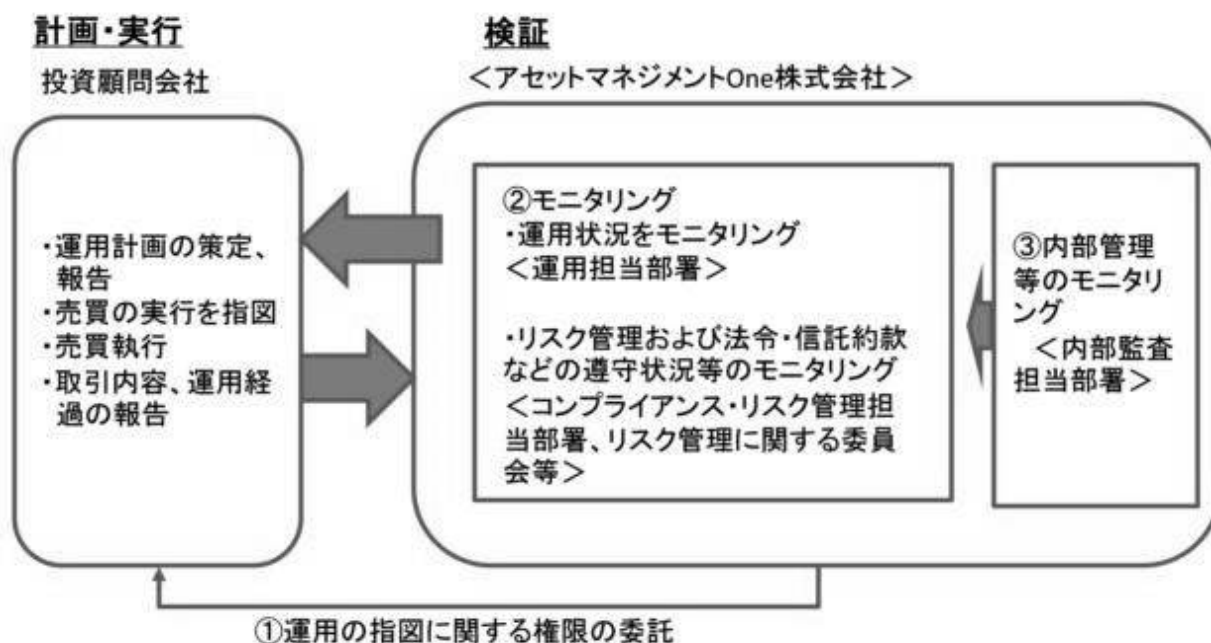 計画・実行
投資顧問会社
・運用計画の策定、
報告
・売買の実行を指図
・売買執行
・取引内容、運用経
過の報告
検証
＜アセットマネジメントOne株式会社＞
②モニタリング
・運用状況をモニタリング
＜運用担当部署＞
・リスク管理および法令・信託約款
などの遵守状況等のモニタリング
＜コンプライアンス・リスク管理担
当部署、リスク管理に関する委員
会等＞
③内部管理
等のモニタリ
ング
＜内部監査
担当部署＞
①運用の指図に関する権限の委託